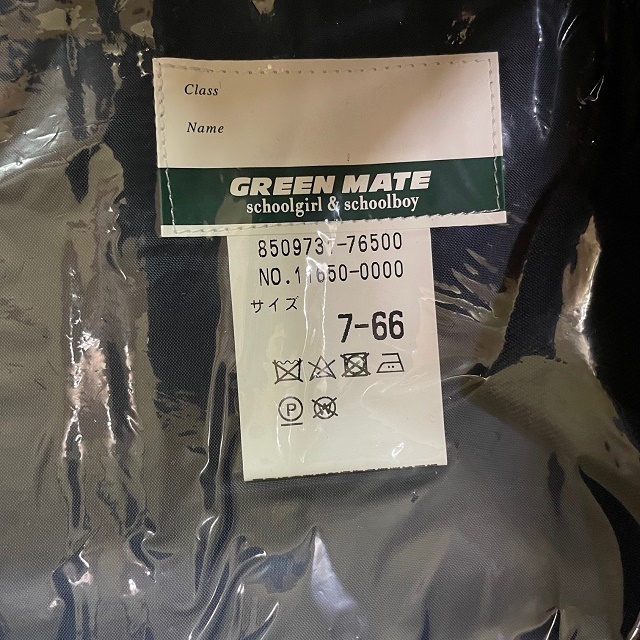 Class
Name
GREEN MATE
schoolgirl & schoolboy
8509737-76500
NO.11650-0000
サイズ
7-66
P
W